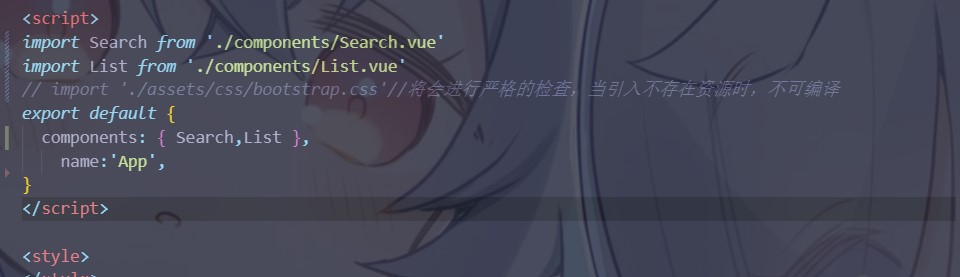 <script>
import Search from './components/Search.vue'
import List from './components/List.vue'
// import './assets/css/bootstrap.css'//将会进行严格的检查，当引入不存在资源时，不可编译
export default {
components: { Search,List },
name:'App',
}
</script>
<style>
</style>